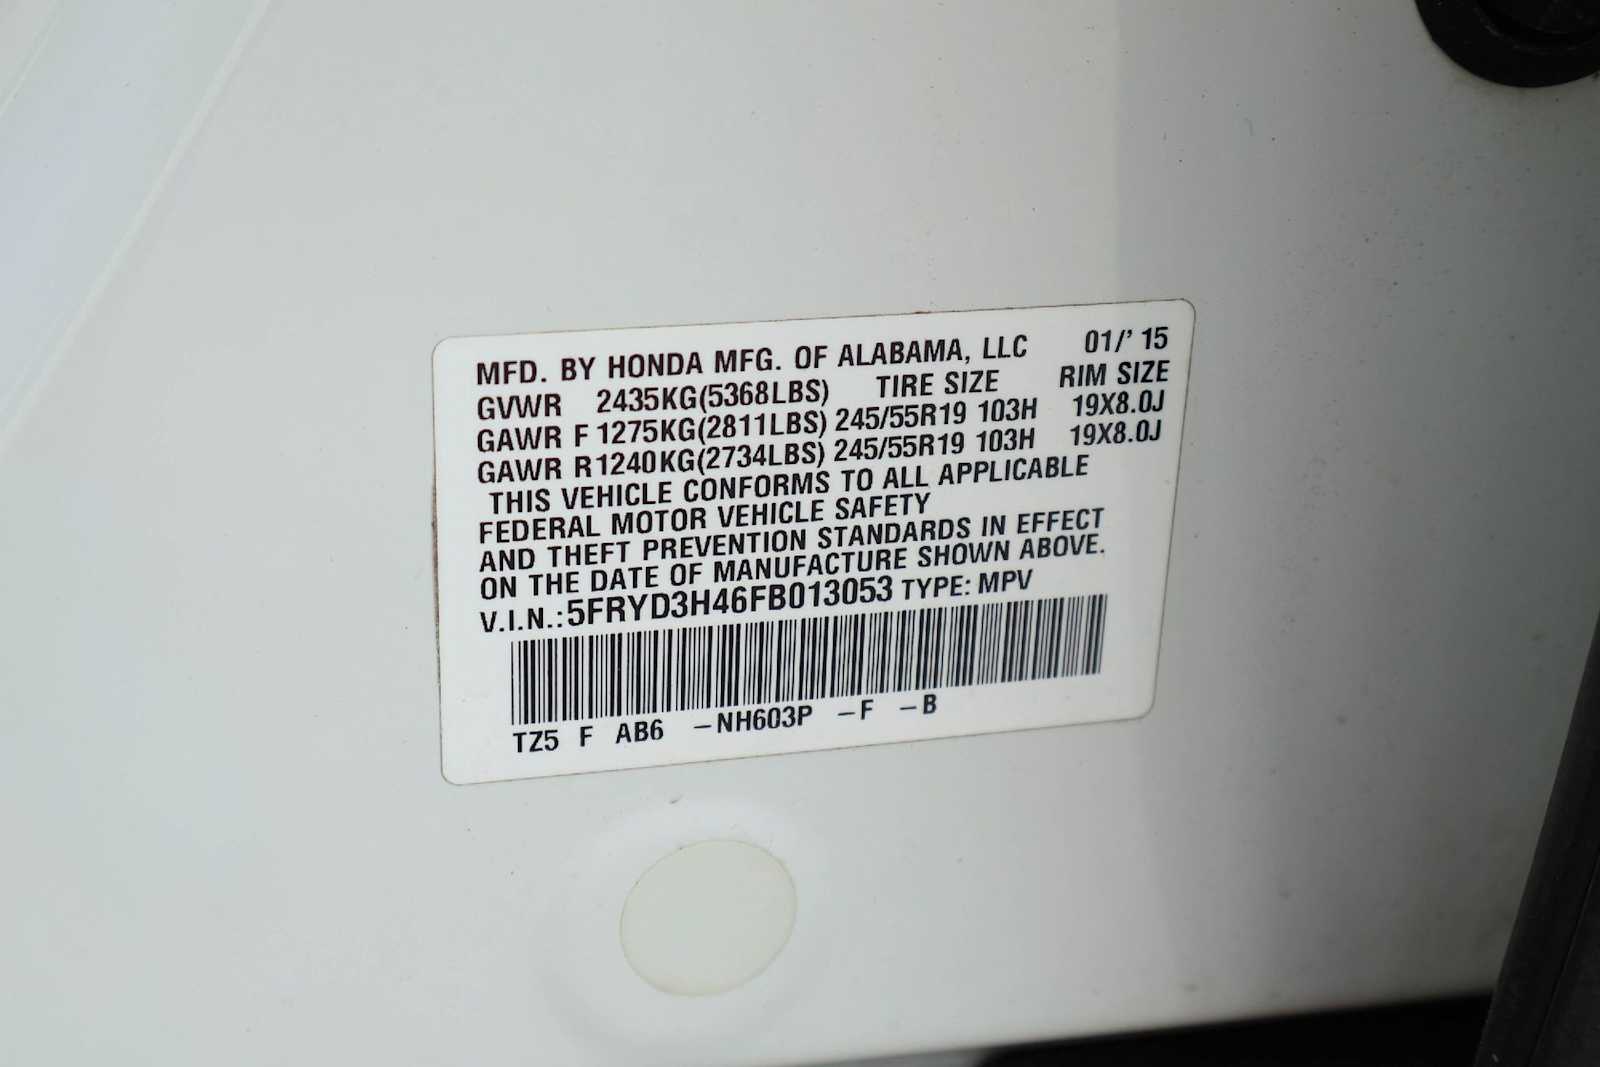 MFD. BY HONDA MFG. OF ALABAMA, LLC 01/' 15
GVWR 2435KG(5368LBS) TIRE SIZE RIM SIZE
GAWR F 1275KG(2811LBS) 245/55R19 103H 19X8.0J
GAWR R 1240KG(2734LBS) 245/55R19 103H 19X8.0J
THIS VEHICLE CONFORMS TO ALL APPLICABLE
FEDERAL MOTOR VEHICLE SAFETY
AND THEFT PREVENTION STANDARDS IN EFFECT
ON THE DATE OF MANUFACTURE SHOWN ABOVE.
V.I.N.: 5FRYD3H46FB013053 TYPE: MPV
TZ5 F AB6 -NH603P -F -B